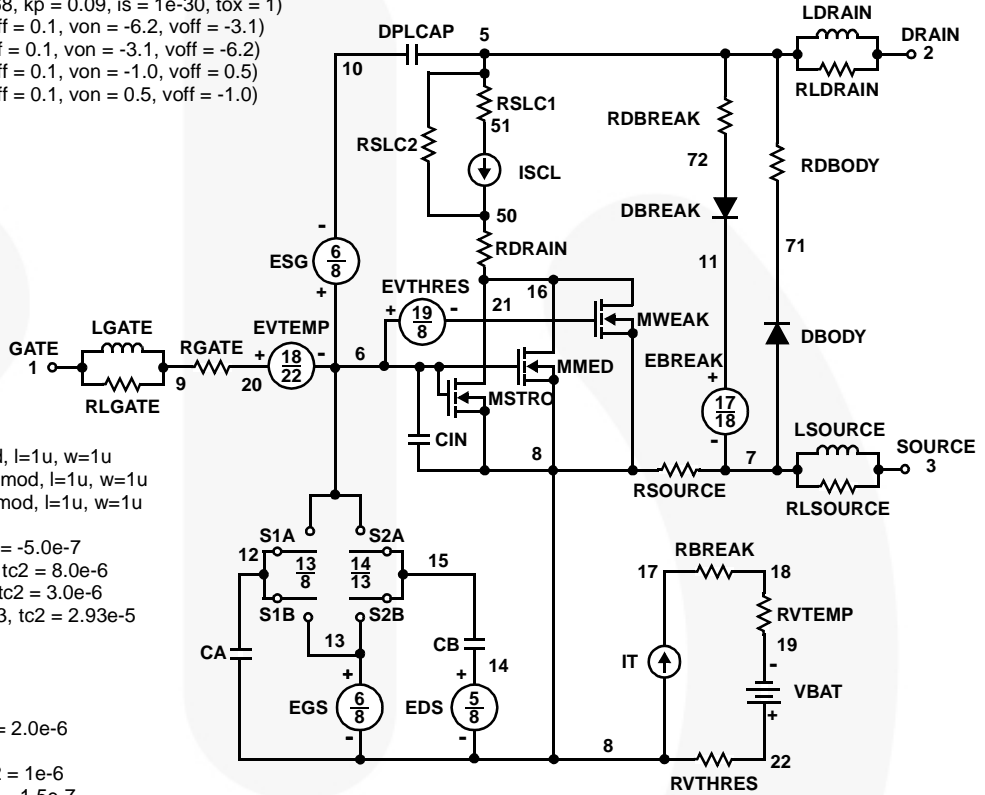 8, kp = 0.09, is = 1e-30, tox = 1)
ff = 0.1, von = -6.2, voff = -3.1)
f = 0.1, von = -3.1, voff = -6.2)
ff = 0.1, von = -1.0, voff = 0.5)
ff = 0.1, von = 0.5, voff = -1.0)
LDRAIN
DPLCAP 5 DRAIN
2
10
RLDRAIN
RSLC1
51
RDBREAK
RSLC2
72
RDBODY
ISCL
DBREAK
50
RDRAIN
71
11
ESG 6/8
EVTHRES
16
21
19/8
MWEAK
LGATE
EVTEMP
GATE
1
RGATE
18/22
6
EBREAK
DBODY
MMED
9
20
MSTRO
RLGATE
17/18
CIN
LSOURCE
SOURCE
3
8
7
RSOURCE
RLSOURCE
d, l=1u, w=1u
mod, l=1u, w=1u
mod, l=1u, w=1u
= -5.0e-7
tc2 = 8.0e-6
tc2 = 3.0e-6
3, tc2 = 2.93e-5
S1A S2A
12
13/8
14/13
15
S1B S2B
13
CA
CB
14
EGS 6/8
EDS 5/8
RBREAK
17 18
RVTEMP
19
IT
VBAT
8
22
RVTHRES
= 2.0e-6
= 1e-6